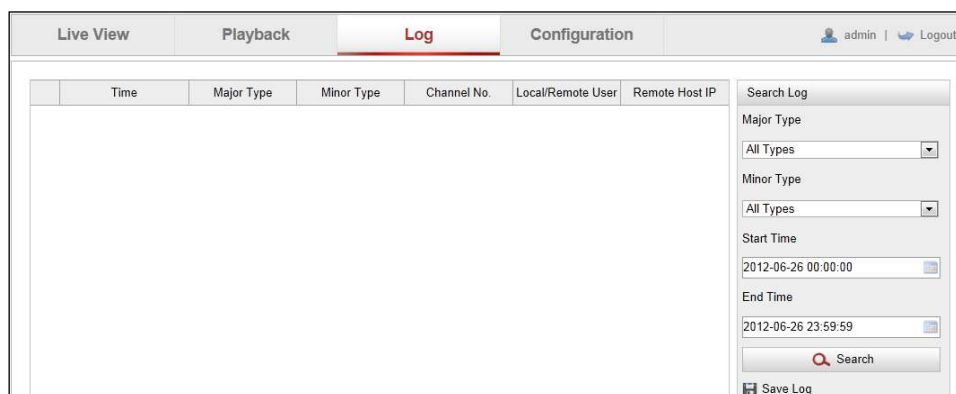 Live View Playback Log Configuration admin | Logout
Time Major Type Minor Type Channel No. Local/Remote User Remote Host IP
Search Log
Major Type
All Types
Minor Type
All Types
Start Time
2012-06-26 00:00:00
End Time
2012-06-26 23:59:59
Search
Save Log